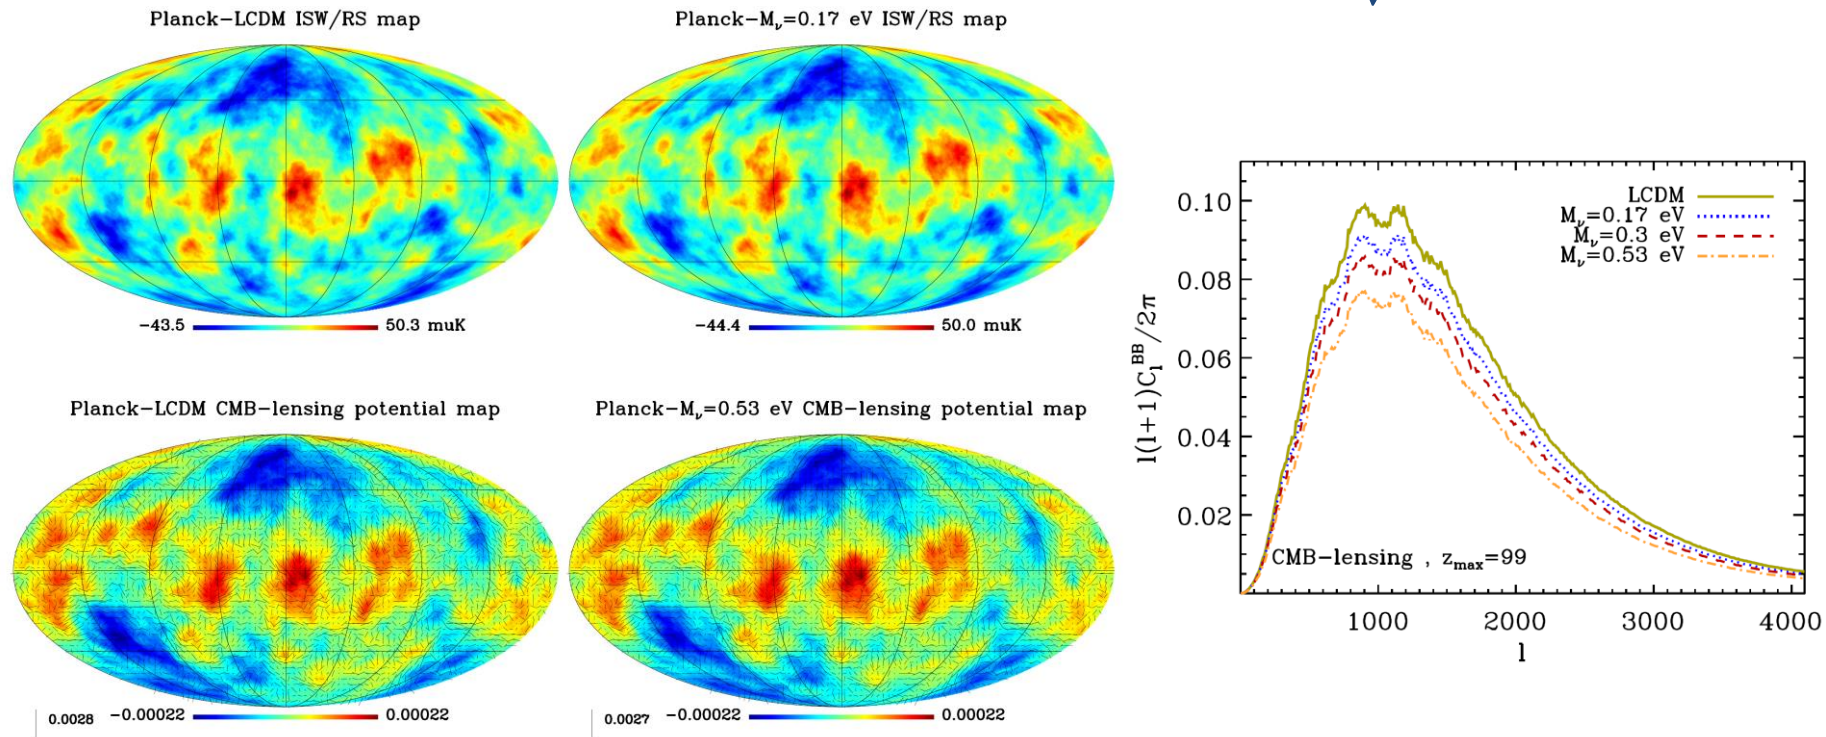 Planck-LCDM ISW/RS map
-43.5 50.3 muK
Planck-Mν=0.17 eV ISW/RS map
-44.4 50.0 muK
Planck-LCDM CMB-lensing potential map
0.0028 -0.00022 0.00022
Planck-Mν=0.53 eV CMB-lensing potential map
0.0027 -0.00022 0.00022
l(l+1)C_l^BB/2π
0.10
0.08
0.06
0.04
0.02
LCDM
Mν=0.17 eV
Mν=0.3 eV
Mν=0.53 eV
CMB-lensing , z_max=99
1000 2000 3000 4000
l